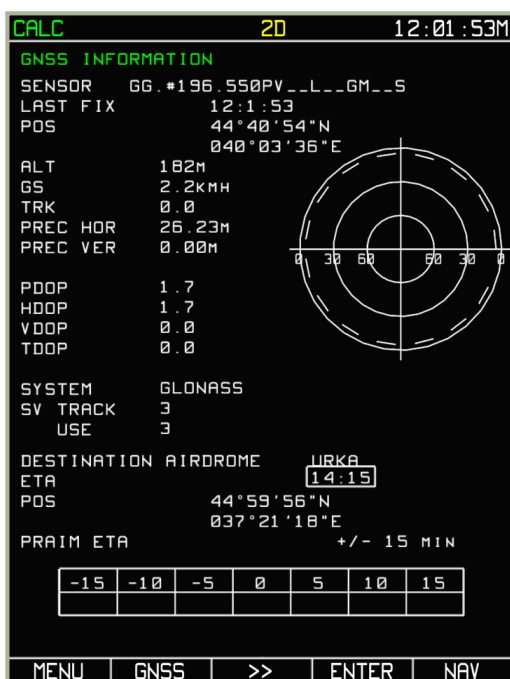 CALC 2D 12:01:53M
GNSS INFORMATION
SENSOR GG.#196.550PV__L__GM__S
LAST FIX 12:1:53
POS 44°40'54"N
040°03'36"E
ALT 182M
GS 2.2KMH
TRK 0.0
PREC HOR 26.23M
PREC VER 0.00M
0 30 60 60 30 0
PDOP 1.7
HDOP 1.7
VDOP 0.0
TDOP 0.0
SYSTEM GLONASS
SV TRACK 3
USE 3
DESTINATION AIRDROME URKA
ETA 14:15
POS 44°59'56"N
037°21'18"E
PRAIM ETA +/- 15 MIN
-15 -10 -5 0 5 10 15
MENU GNSS >> ENTER NAV